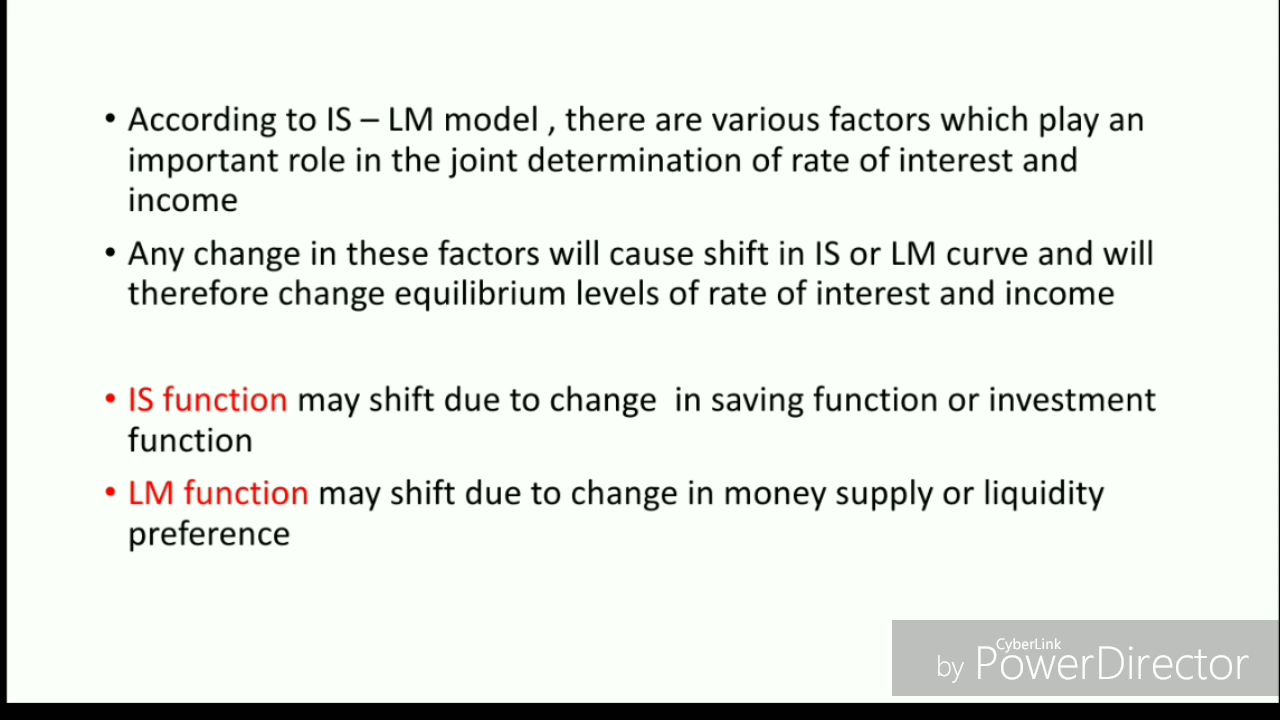 • According to IS – LM model , there are various factors which play an
important role in the joint determination of rate of interest and
income
• Any change in these factors will cause shift in IS or LM curve and will
therefore change equilibrium levels of rate of interest and income
• IS function may shift due to change  in saving function or investment
function
• LM function may shift due to change in money supply or liquidity
preference
CyberLink
by PowerDirector